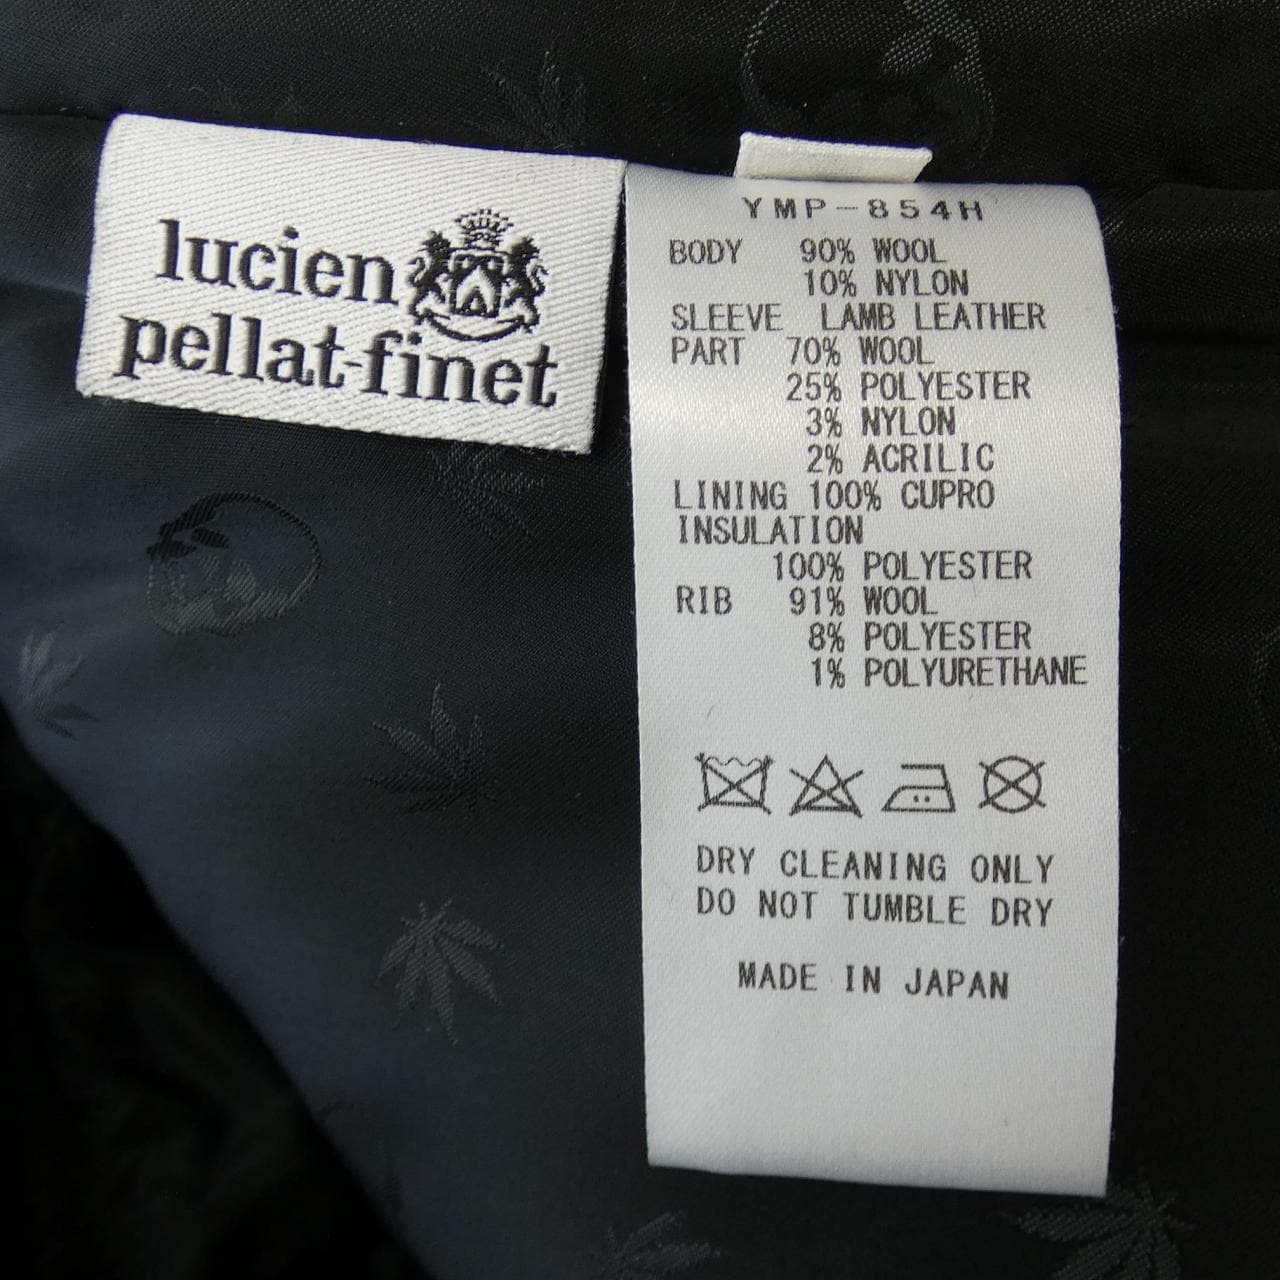 lucien
pellat-finet
YMP-854H
BODY 90% WOOL
10% NYLON
SLEEVE LAMB LEATHER
PART 70% WOOL
25% POLYESTER
3% NYLON
2% ACRILIC
LINING 100% CUPRO
INSULATION
100% POLYESTER
RIB 91% WOOL
8% POLYESTER
1% POLYURETHANE
DRY CLEANING ONLY
DO NOT TUMBLE DRY
MADE IN JAPAN